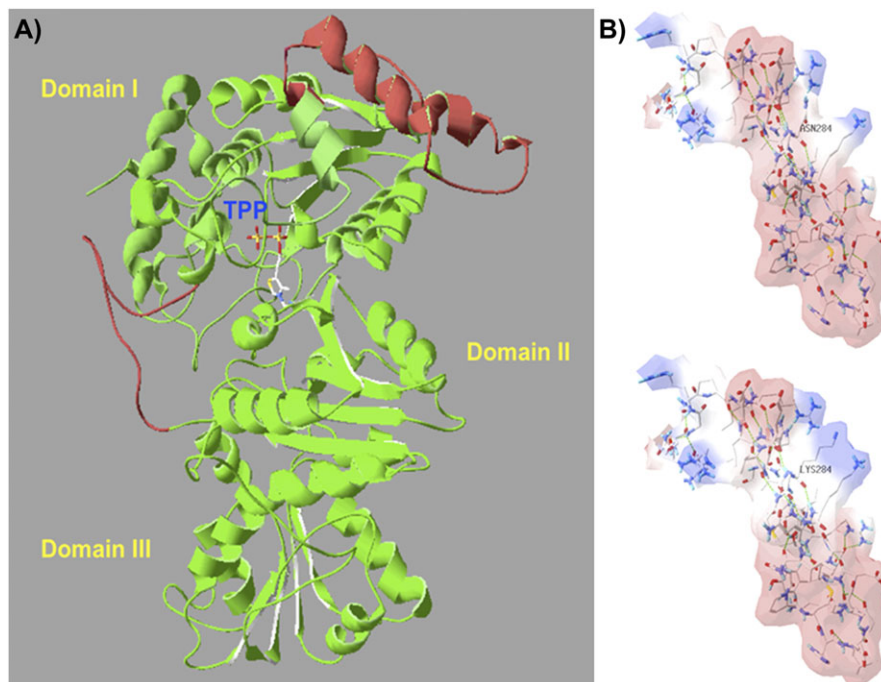 A)
B)
Domain I
ASN284
TPP
Domain II
LYS284
Domain III